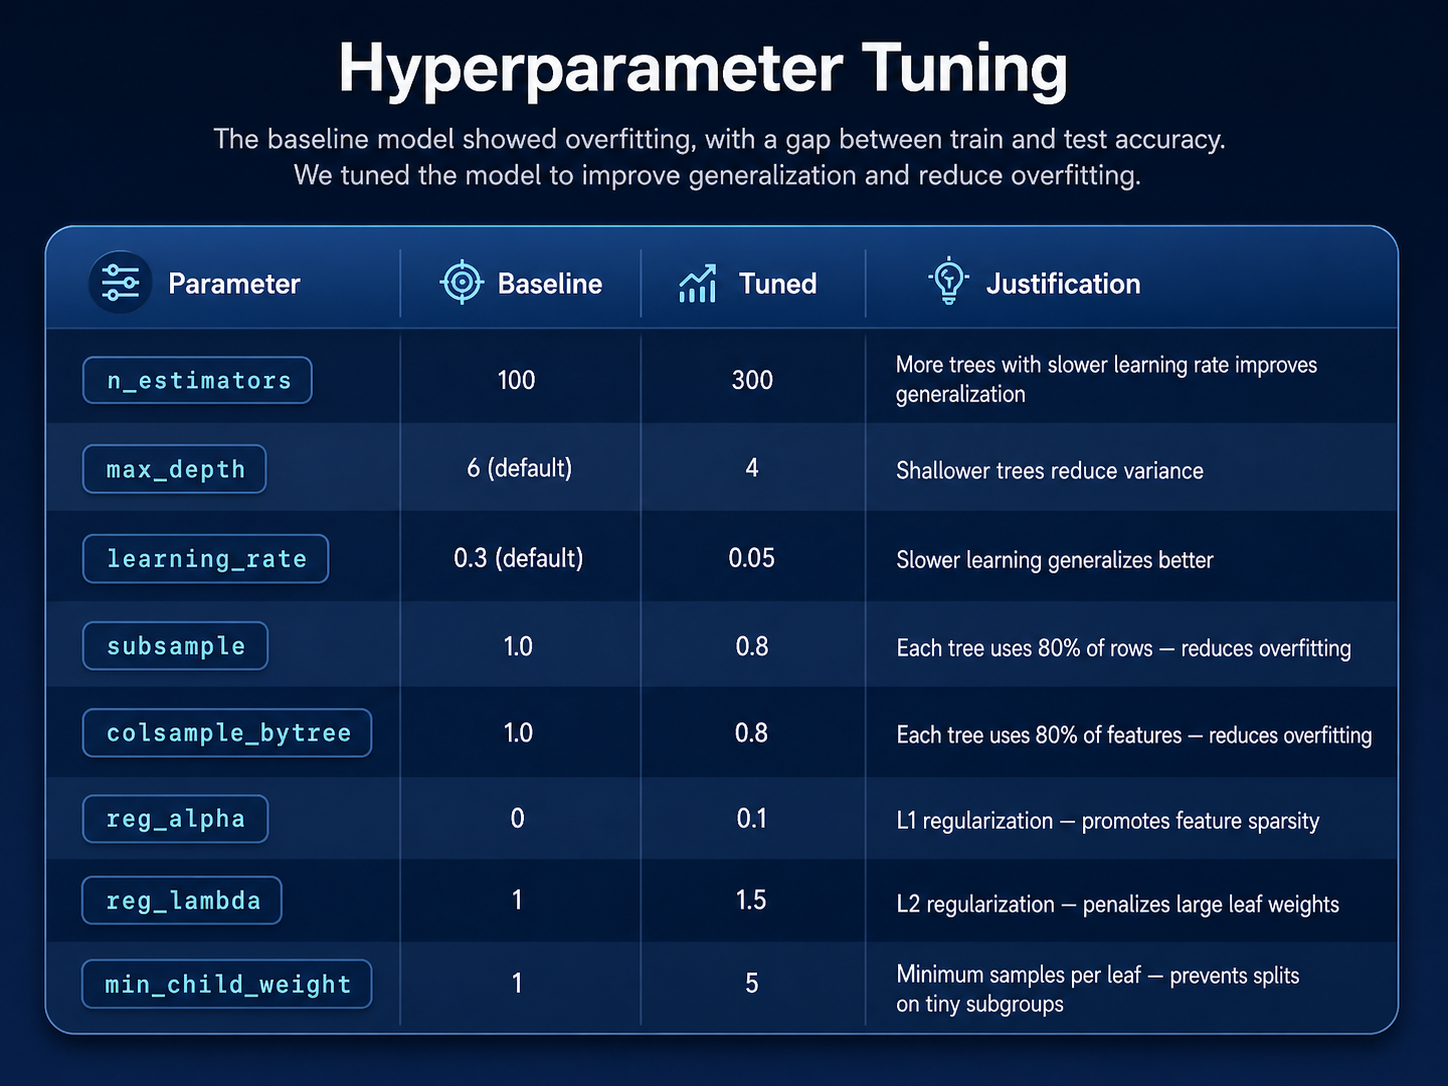 Hyperparameter Tuning
The baseline model showed overfitting, with a gap between train and test accuracy.
We tuned the model to improve generalization and reduce overfitting.
Parameter Baseline Tuned Justification
n_estimators 100 300 More trees with slower learning rate improves
generalization
max_depth 6 (default) 4 Shallower trees reduce variance
learning_rate 0.3 (default) 0.05 Slower learning generalizes better
subsample 1.0 0.8 Each tree uses 80% of rows — reduces overfitting
colsample_bytree 1.0 0.8 Each tree uses 80% of features — reduces overfitting
reg_alpha 0 0.1 L1 regularization — promotes feature sparsity
reg_lambda 1 1.5 L2 regularization — penalizes large leaf weights
min_child_weight 1 5 Minimum samples per leaf — prevents splits
on tiny subgroups